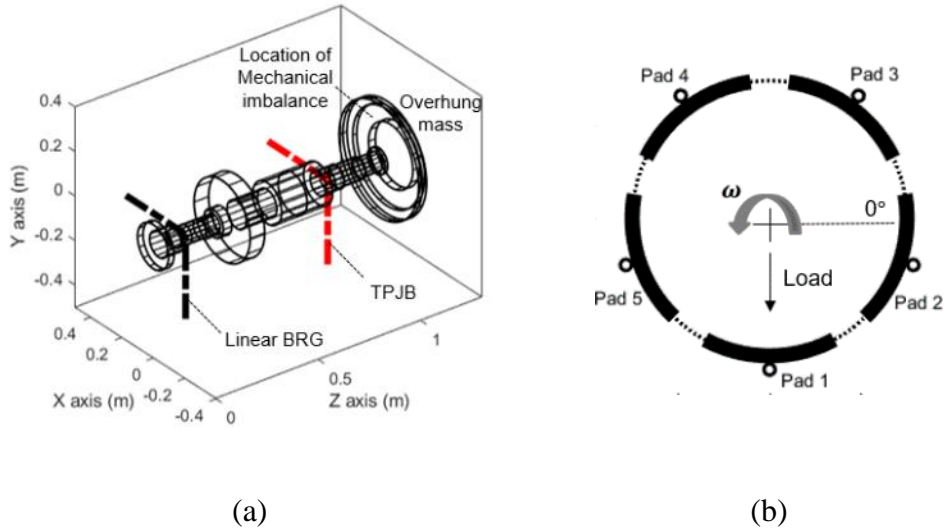 Location of
Mechanical
imbalance
Overhung
mass
0.4
0.2
0
-0.2
-0.4
Y axis (m)
TPJB
Linear BRG
0.4
0.2
0
-0.2
-0.4
X axis (m)
0
0.5
1
Z axis (m)
(a)
Pad 4
Pad 3
ω
0°
Load
Pad 5
Pad 2
Pad 1
(b)